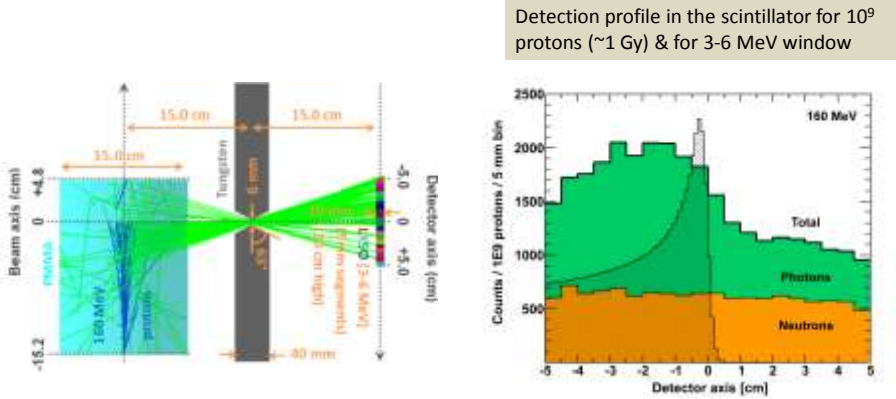 Detection profile in the scintillator for 10⁹
protons (~1 Gy) & for 3-6 MeV window
15.0 cm
15.0 cm
15.0 cm
Tungsten
Beam axis (cm)
+4.8
0
-15.2
PMMA
160 MeV
protons
40 mm
-5.0
0
+5.0
Detector axis (cm)
2500
2000
1500
1000
500
Counts / 1E9 protons / 5 mm bin
160 MeV
Total
Photons
Neutrons
-5 -4 -3 -2 -1 0 1 2 3 4 5
Detector axis [cm]